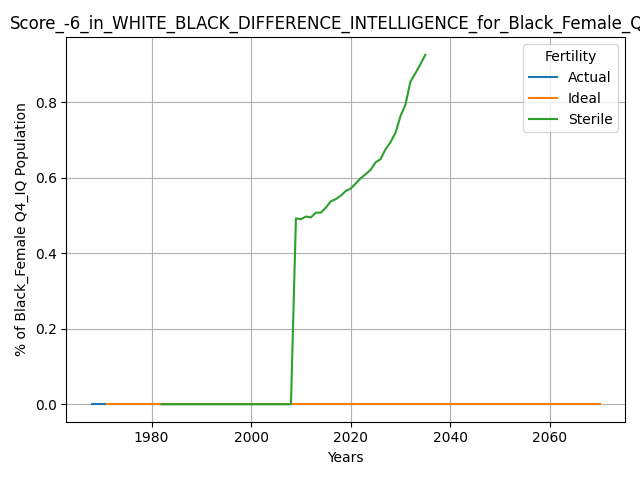 Score_-6_in_WHITE_BLACK_DIFFERENCE_INTELLIGENCE_for_Black_Female_Q
% of Black_Female Q4_IQ Population
0.8
0.6
0.4
0.2
0.0
Fertility
Actual
Ideal
Sterile
1980 2000 2020 2040 2060
Years